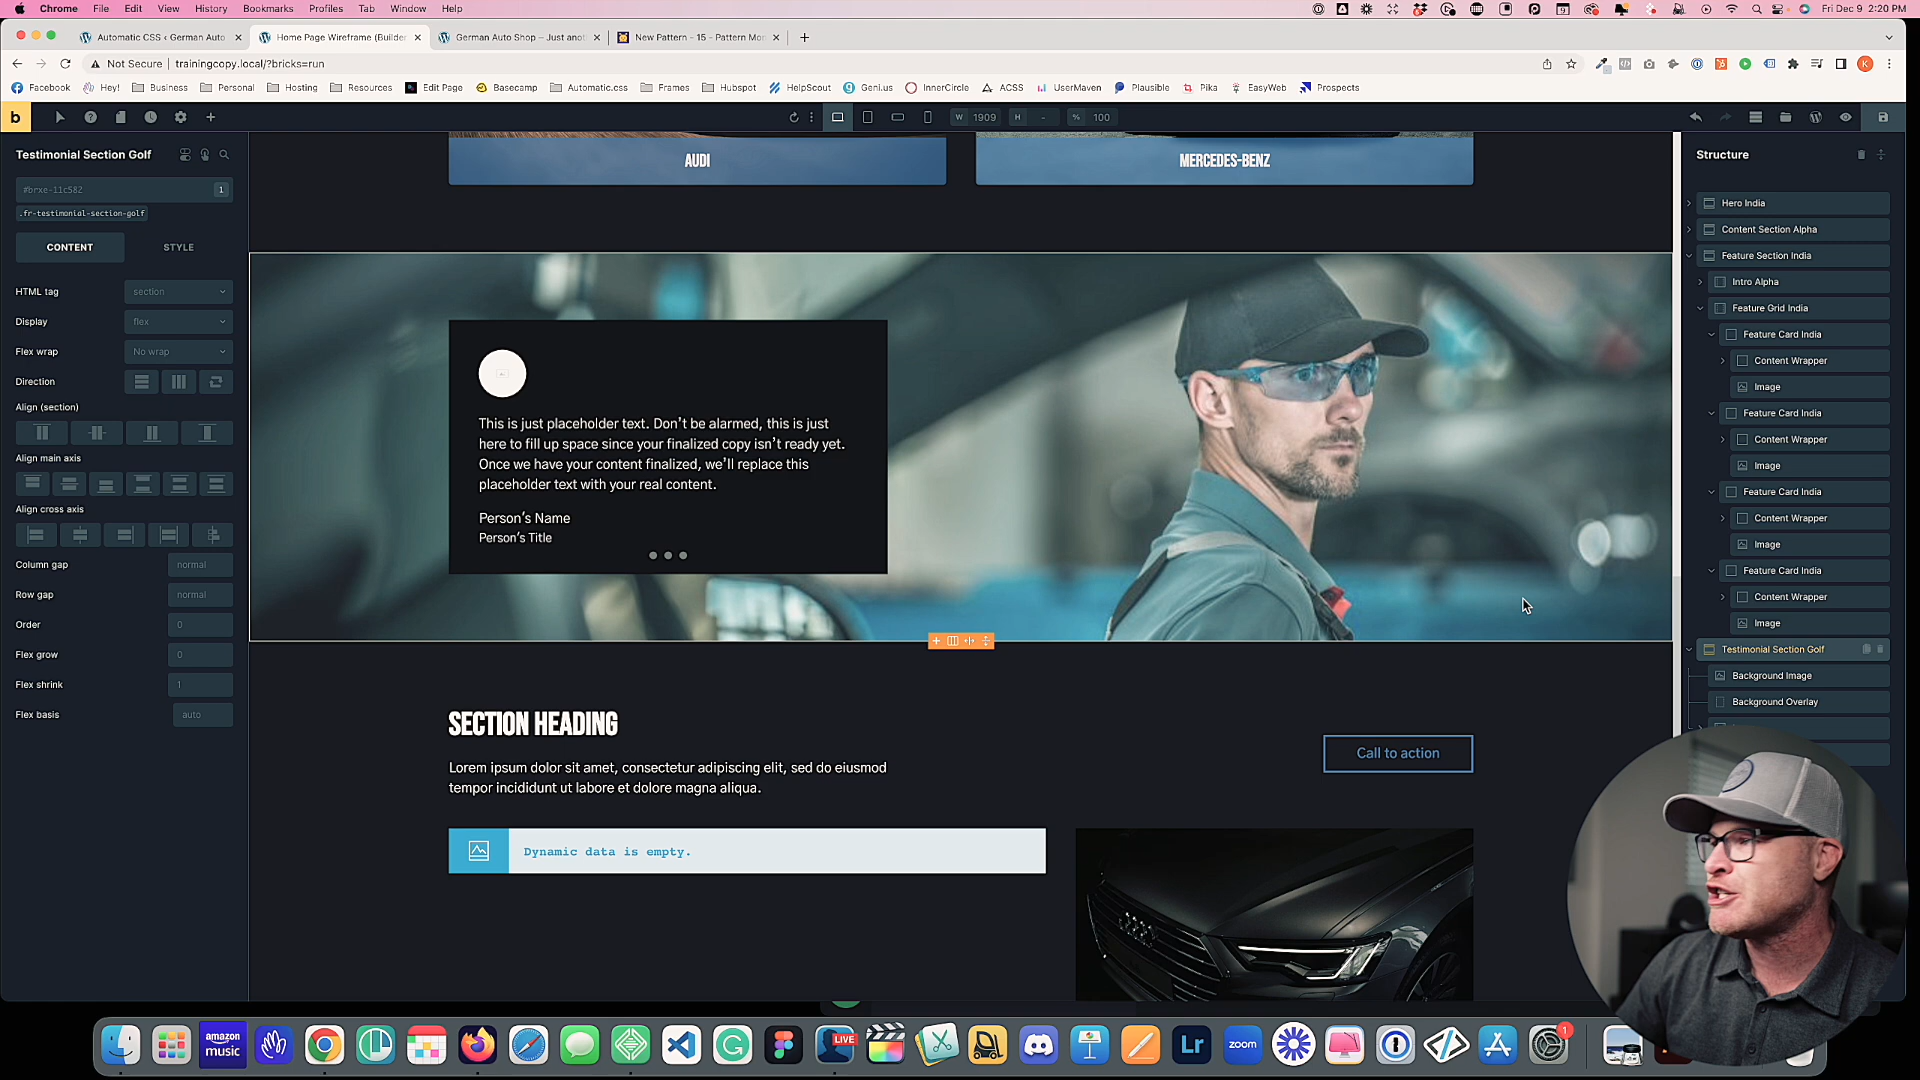 Chrome File Edit View History Bookmarks Profiles Tab Window Help
Fri Dec 9 2:20 PM
Automatic CSS ‹ German Auto
Home Page Wireframe (Builder
German Auto Shop – Just anot
New Pattern - 15 - Pattern Mon
Not Secure trainingcopy.local/?bricks=run
Facebook Hey! Business Personal Hosting Resources Edit Page Basecamp Automatic.css Frames Hubspot HelpScout Geni.us InnerCircle ACSS UserMaven Plausible Pika EasyWeb Prospects
b
W 1909 H - % 100
Testimonial Section Golf
#brxe-11c582 1
.fr-testimonial-section-golf
CONTENT STYLE
HTML tag section
Display flex
Flex wrap No wrap
Direction
Align (section)
Align main axis
Align cross axis
Column gap normal
Row gap normal
Order 0
Flex grow 0
Flex shrink 1
Flex basis auto
AUDI
MERCEDES-BENZ
This is just placeholder text. Don't be alarmed, this is just
here to fill up space since your finalized copy isn't ready yet.
Once we have your content finalized, we'll replace this
placeholder text with your real content.
Person's Name
Person's Title
SECTION HEADING
Lorem ipsum dolor sit amet, consectetur adipiscing elit, sed do eiusmod
tempor incididunt ut labore et dolore magna aliqua.
Call to action
Dynamic data is empty.
Structure
Hero India
Content Section Alpha
Feature Section India
Intro Alpha
Feature Grid India
Feature Card India
Content Wrapper
Image
Feature Card India
Content Wrapper
Image
Feature Card India
Content Wrapper
Image
Feature Card India
Content Wrapper
Image
Testimonial Section Golf
Background Image
Background Overlay
amazon
music
LIVE
Lr
zoom
1